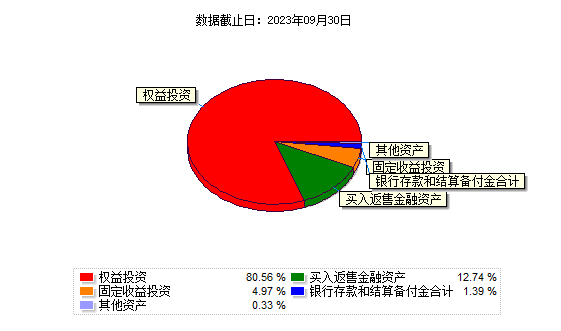 数据截止日：2023年09月30日
权益投资
其他资产
固定收益投资
银行存款和结算备付金合计
买入返售金融资产
权益投资 80.56 % 买入返售金融资产 12.74 %
固定收益投资 4.97 % 银行存款和结算备付金合计 1.39 %
其他资产 0.33 %